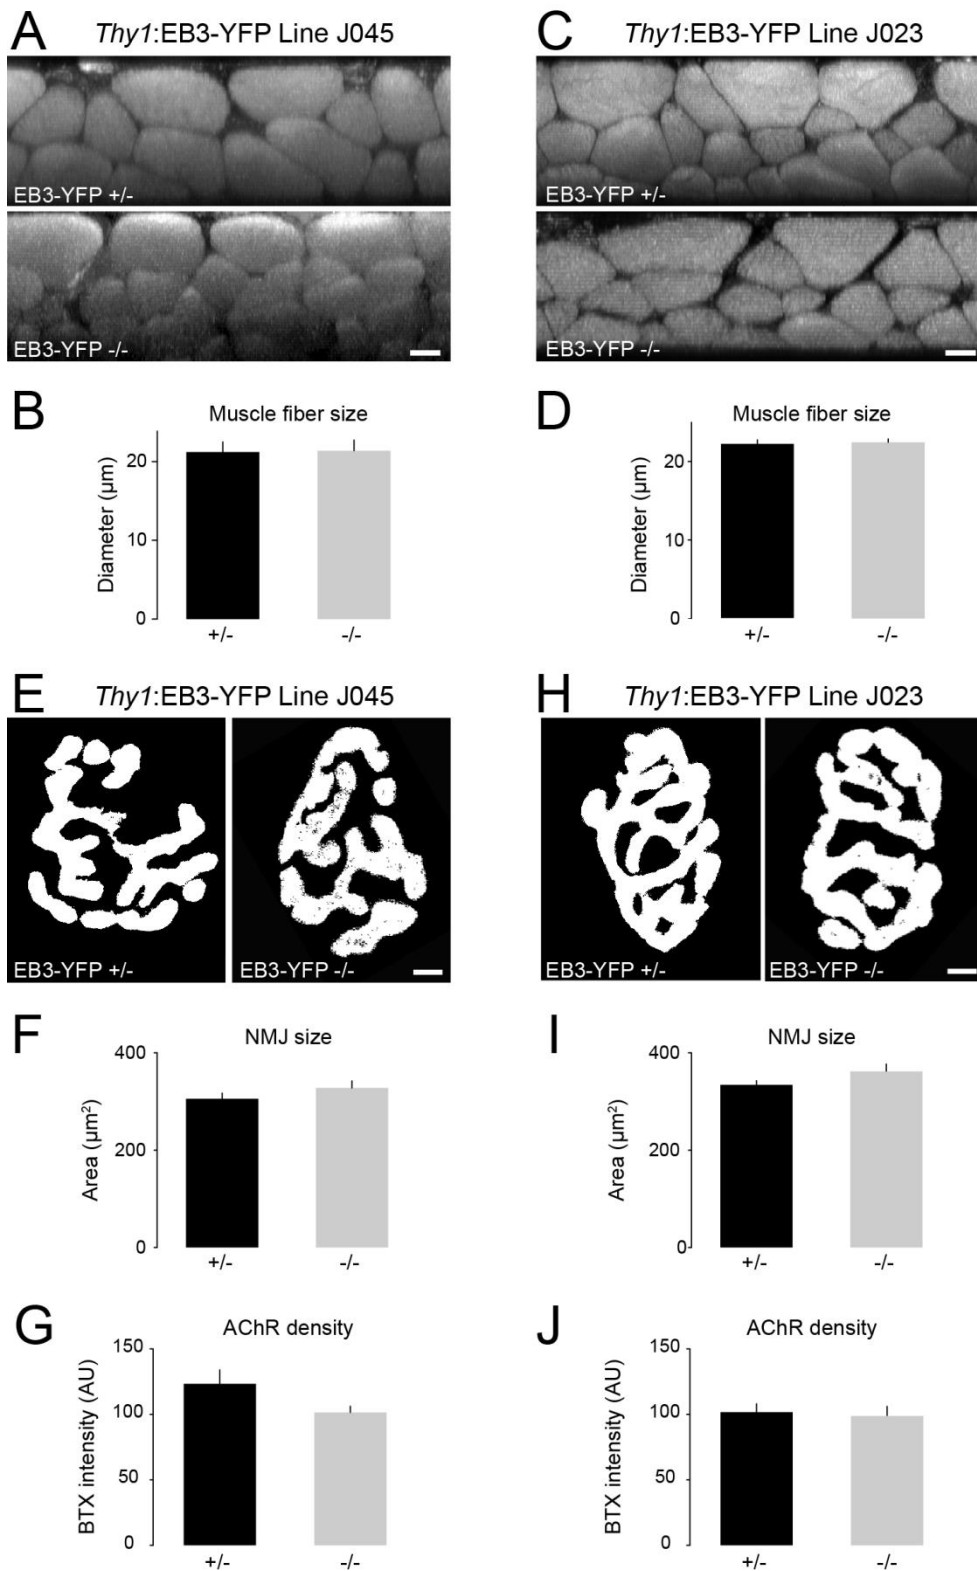 A
Thy1:EB3-YFP Line J045
EB3-YFP +/-
EB3-YFP -/-
C
Thy1:EB3-YFP Line J023
EB3-YFP +/-
EB3-YFP -/-
B
Muscle fiber size
Diameter (µm)
20
10
0
+/-
-/-
D
Muscle fiber size
Diameter (µm)
20
10
0
+/-
-/-
E
Thy1:EB3-YFP Line J045
EB3-YFP +/-
EB3-YFP -/-
H
Thy1:EB3-YFP Line J023
EB3-YFP +/-
EB3-YFP -/-
F
NMJ size
Area (µm²)
400
200
0
+/-
-/-
I
NMJ size
Area (µm²)
400
200
0
+/-
-/-
G
AChR density
BTX intensity (AU)
150
100
50
0
+/-
-/-
J
AChR density
BTX intensity (AU)
150
100
50
0
+/-
-/-